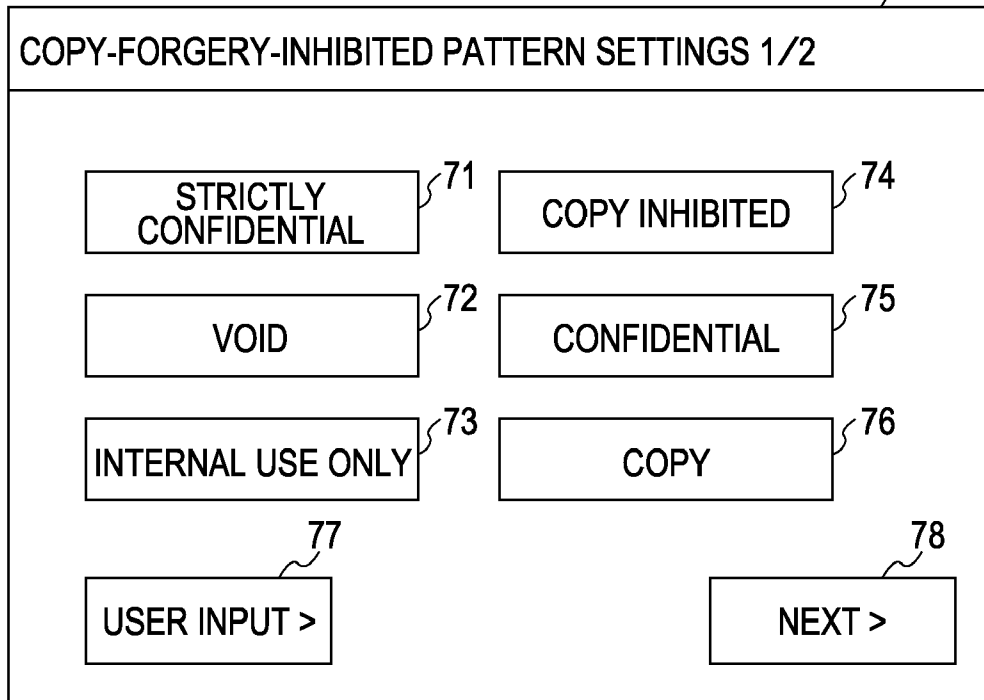 COPY-FORGERY-INHIBITED PATTERN SETTINGS 1/2
STRICTLY
CONFIDENTIAL
71
COPY INHIBITED
74
VOID
72
CONFIDENTIAL
75
INTERNAL USE ONLY
73
COPY
76
77
USER INPUT >
78
NEXT >